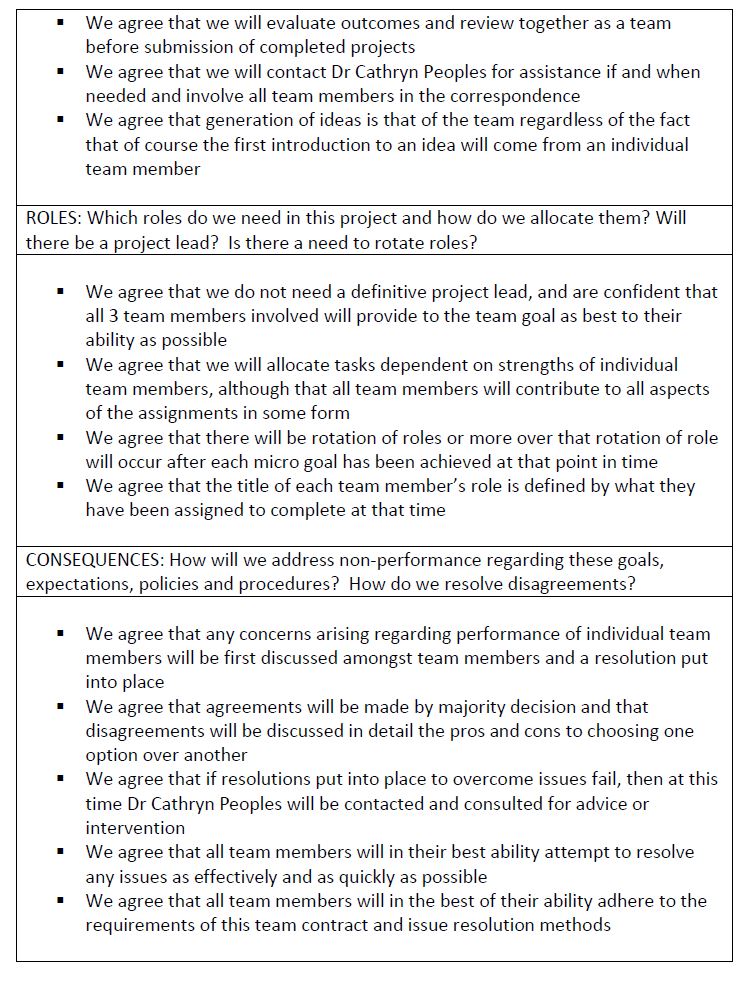 ▪ We agree that we will evaluate outcomes and review together as a team
before submission of completed projects
▪ We agree that we will contact Dr Cathryn Peoples for assistance if and when
needed and involve all team members in the correspondence
▪ We agree that generation of ideas is that of the team regardless of the fact
that of course the first introduction to an idea will come from an individual
team member
ROLES: Which roles do we need in this project and how do we allocate them? Will
there be a project lead?  Is there a need to rotate roles?
▪ We agree that we do not need a definitive project lead, and are confident that
all 3 team members involved will provide to the team goal as best to their
ability as possible
▪ We agree that we will allocate tasks dependent on strengths of individual
team members, although that all team members will contribute to all aspects
of the assignments in some form
▪ We agree that there will be rotation of roles or more over that rotation of role
will occur after each micro goal has been achieved at that point in time
▪ We agree that the title of each team member’s role is defined by what they
have been assigned to complete at that time
CONSEQUENCES: How will we address non-performance regarding these goals,
expectations, policies and procedures?  How do we resolve disagreements?
▪ We agree that any concerns arising regarding performance of individual team
members will be first discussed amongst team members and a resolution put
into place
▪ We agree that agreements will be made by majority decision and that
disagreements will be discussed in detail the pros and cons to choosing one
option over another
▪ We agree that if resolutions put into place to overcome issues fail, then at this
time Dr Cathryn Peoples will be contacted and consulted for advice or
intervention
▪ We agree that all team members will in their best ability attempt to resolve
any issues as effectively and as quickly as possible
▪ We agree that all team members will in the best of their ability adhere to the
requirements of this team contract and issue resolution methods